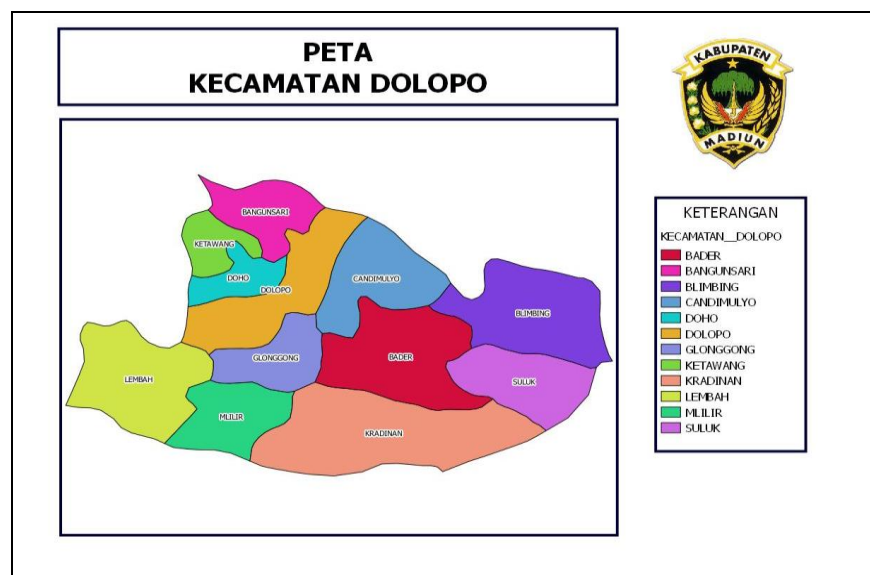 PETA
KECAMATAN DOLOPO
KABUPATEN
MADIUN
BANGUNSARI
KETAWANG
DOHO
DOLOPO
CANDIMULYO
BLIMBING
GLONGGONG
BADER
LEMBAH
SULUK
MLILIR
KRADINAN
KETERANGAN
KECAMATAN__DOLOPO
BADER
BANGUNSARI
BLIMBING
CANDIMULYO
DOHO
DOLOPO
GLONGGONG
KETAWANG
KRADINAN
LEMBAH
MLILIR
SULUK